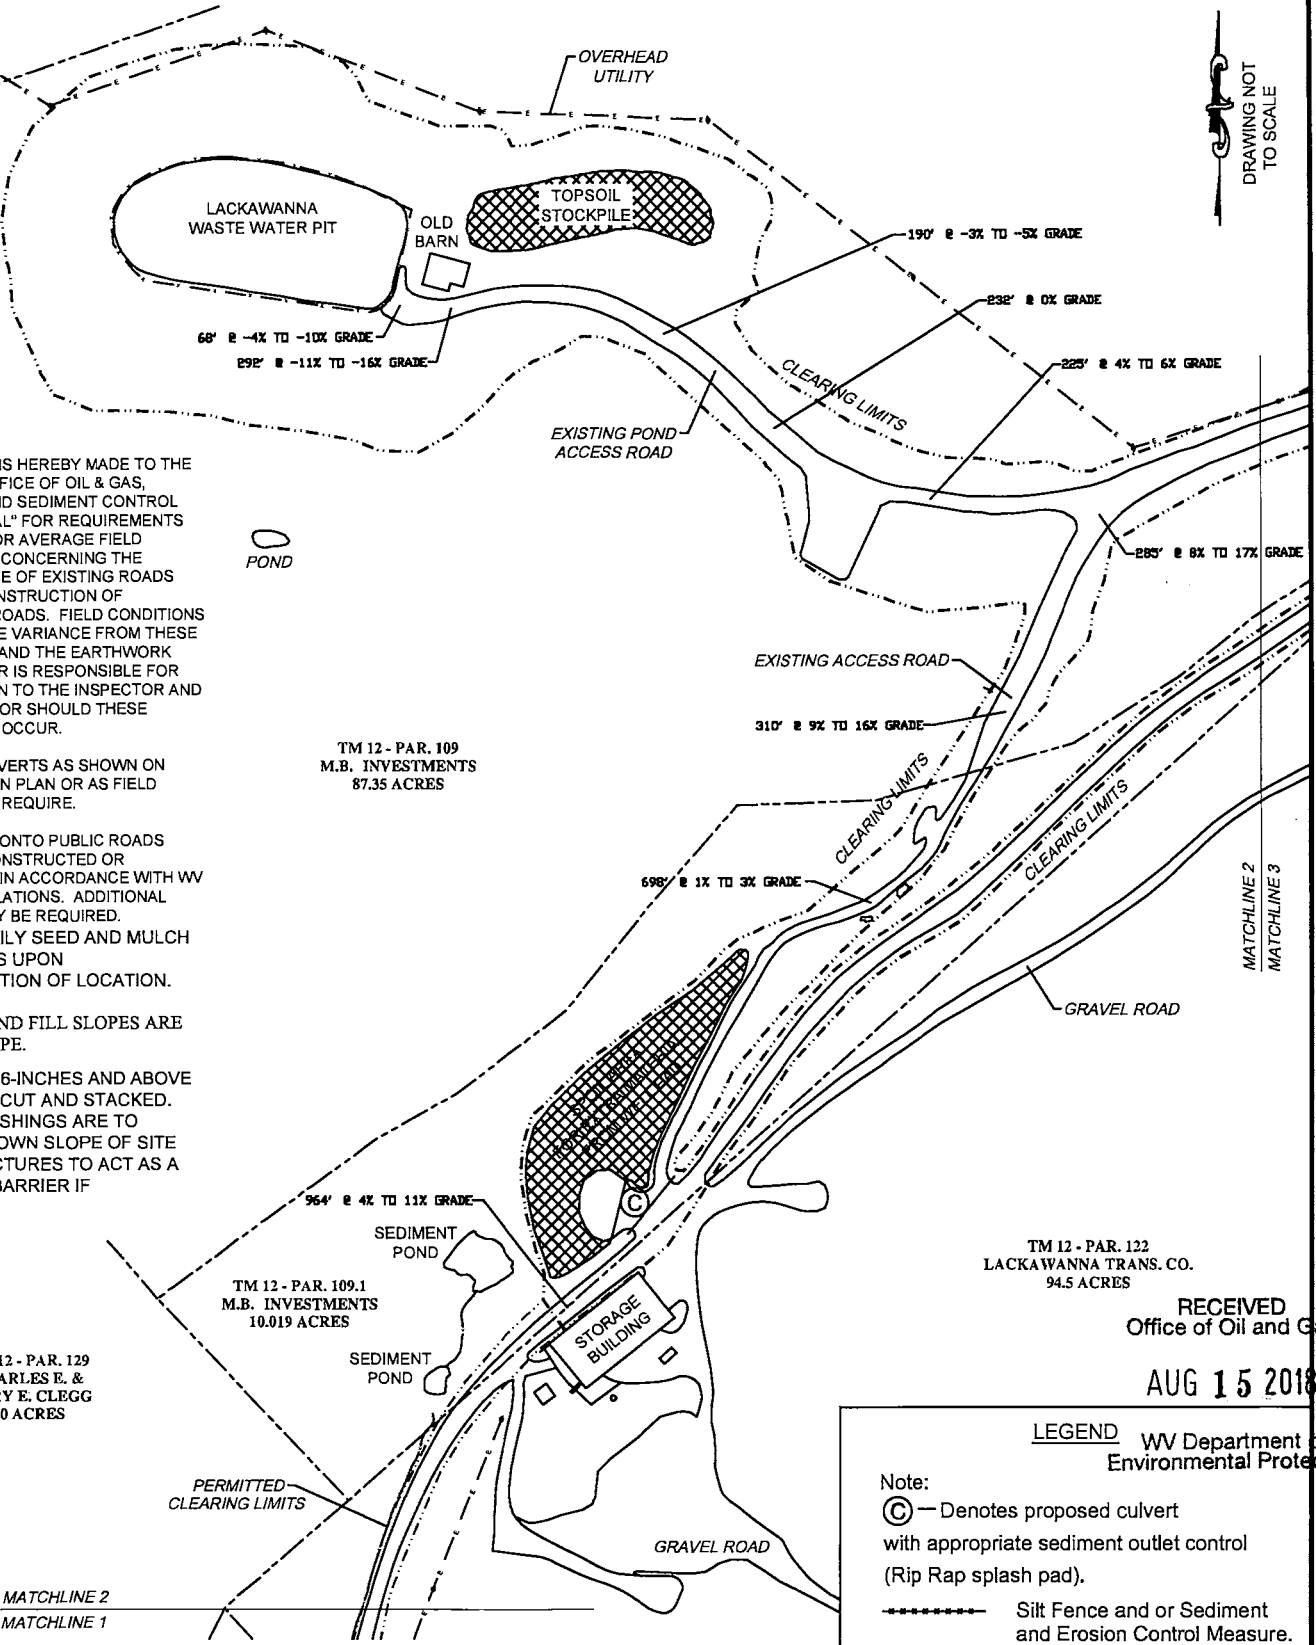 OVERHEAD
UTILITY
DRAWING NOT
TO SCALE
LACKAWANNA
WASTE WATER PIT
OLD
BARN
TOPSOIL
STOCKPILE
190' @ -3% TO -5% GRADE
232' @ 0% GRADE
68' @ -4% TO -10% GRADE
292' @ -11% TO -16% GRADE
225' @ 4% TO 6% GRADE
CLEARING LIMITS
EXISTING POND
ACCESS ROAD
IS HEREBY MADE TO THE
FICE OF OIL & GAS,
ND SEDIMENT CONTROL
AL" FOR REQUIREMENTS
OR AVERAGE FIELD
CONCERNING THE
E OF EXISTING ROADS
NSTRUCTION OF
ROADS. FIELD CONDITIONS
E VARIANCE FROM THESE
AND THE EARTHWORK
R IS RESPONSIBLE FOR
N TO THE INSPECTOR AND
OR SHOULD THESE
OCCUR.
POND
285' @ 8% TO 17% GRADE
EXISTING ACCESS ROAD
310' @ 9% TO 16% GRADE
TM 12 - PAR. 109
M.B. INVESTMENTS
87.35 ACRES
VERTS AS SHOWN ON
N PLAN OR AS FIELD
REQUIRE.
CLEARING LIMITS
CLEARING LIMITS
ONTO PUBLIC ROADS
ONSTRUCTED OR
IN ACCORDANCE WITH WV
LATIONS. ADDITIONAL
Y BE REQUIRED.
ILY SEED AND MULCH
S UPON
TION OF LOCATION.
698' @ 1% TO 3% GRADE
MATCHLINE 2
MATCHLINE 3
GRAVEL ROAD
ND FILL SLOPES ARE
PE.
6-INCHES AND ABOVE
CUT AND STACKED.
SHINGS ARE TO
OWN SLOPE OF SITE
CTURES TO ACT AS A
BARRIER IF
SPOIL AREA
964' @ 4% TO 11% GRADE
C
SEDIMENT
POND
TM 12 - PAR. 109.1
M.B. INVESTMENTS
10.019 ACRES
TM 12 - PAR. 122
LACKAWANNA TRANS. CO.
94.5 ACRES
STORAGE
BUILDING
SEDIMENT
POND
12 - PAR. 129
ARLES E. &
RY E. CLEGG
0 ACRES
RECEIVED
Office of Oil and G
AUG 15 2018
PERMITTED
CLEARING LIMITS
GRAVEL ROAD
LEGEND
WV Department
Environmental Prote
Note:
C — Denotes proposed culvert
with appropriate sediment outlet control
(Rip Rap splash pad).
Silt Fence and or Sediment
and Erosion Control Measure.
MATCHLINE 2
MATCHLINE 1